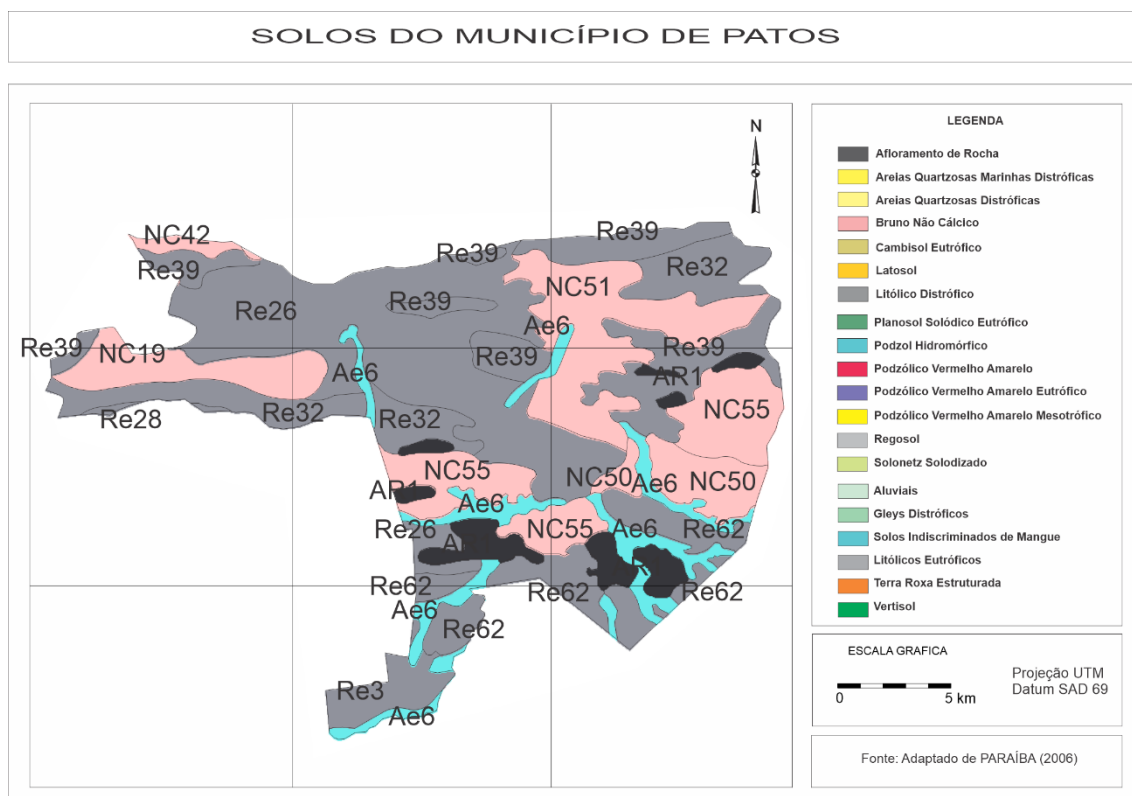 SOLOS DO MUNICÍPIO DE PATOS
N
NC42
Re39
Re39
Re39
Re32
Re26
Re39
NC51
Ae6
Re39
NC19
Re39
Re39
Ae6
AR1
Re28
Re32
Re32
NC55
NC55
NC50
Ae6
NC50
AR1
Ae6
Re26
NC55
Ae6
Re62
Re62
Re62
Re62
Ae6
Re62
Re3
Ae6
LEGENDA
Afloramento de Rocha
Areias Quartzosas Marinhas Distróficas
Areias Quartzosas Distróficas
Bruno Não Cálcico
Cambisol Eutrófico
Latosol
Litólico Distrófico
Planosol Solódico Eutrófico
Podzol Hidromórfico
Podzólico Vermelho Amarelo
Podzólico Vermelho Amarelo Eutrófico
Podzólico Vermelho Amarelo Mesotrófico
Regosol
Solonetz Solodizado
Aluviais
Gleys Distróficos
Solos Indiscriminados de Mangue
Litólicos Eutróficos
Terra Roxa Estruturada
Vertisol
ESCALA GRAFICA
0 5 km
Projeção UTM
Datum SAD 69
Fonte: Adaptado de PARAÍBA (2006)